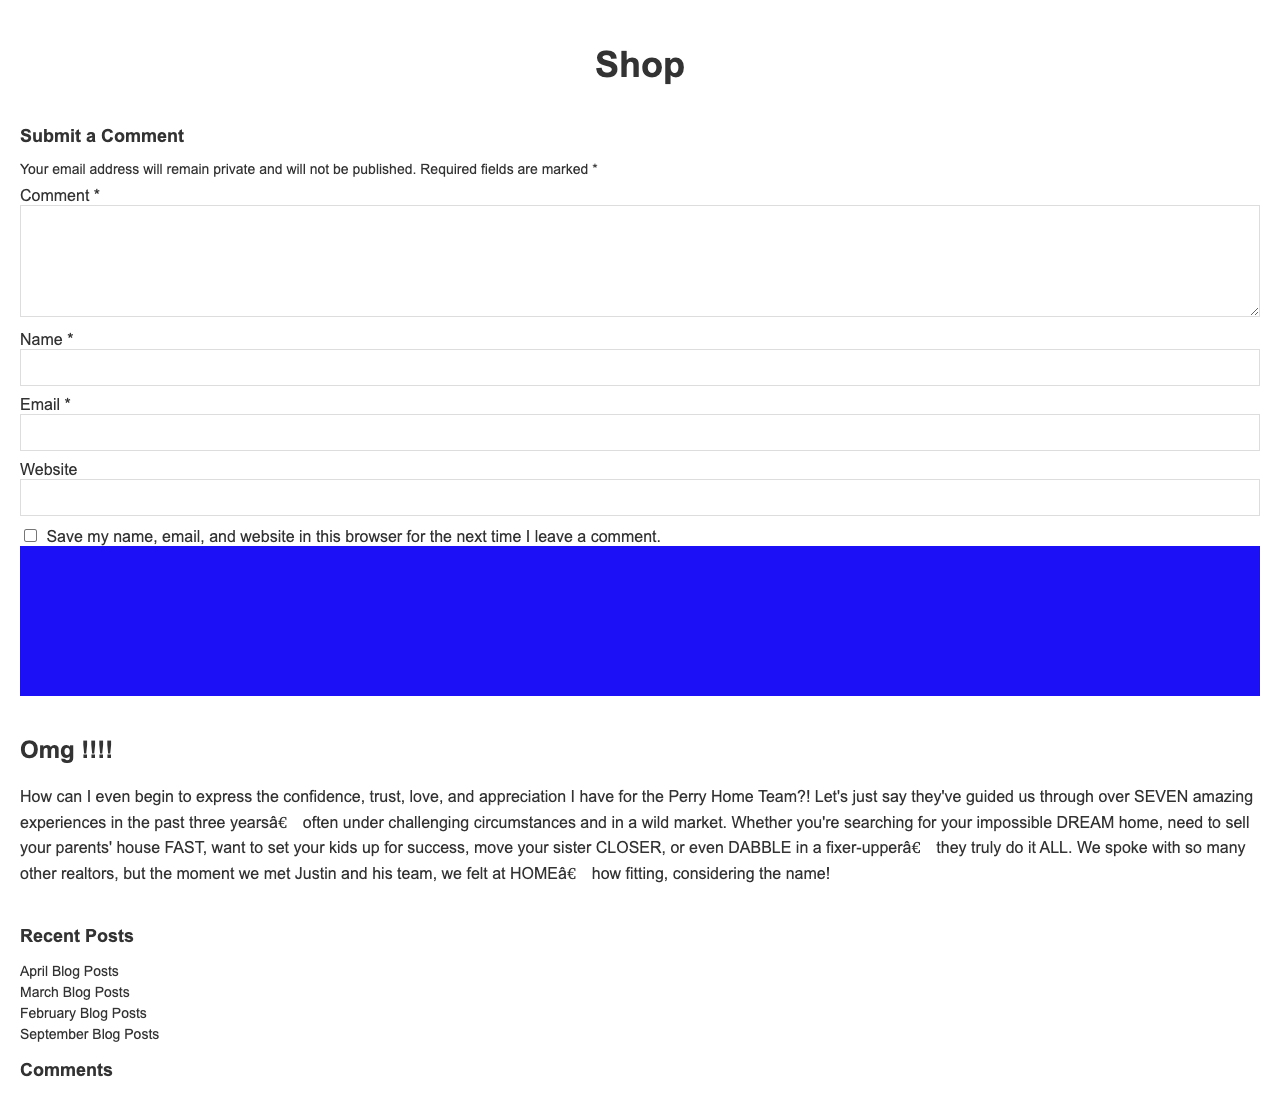 Shop
Submit a Comment
Your email address will remain private and will not be published. Required fields are marked *
Comment *
Name *
Email *
Website
Save my name, email, and website in this browser for the next time I leave a comment.
Omg !!!!
How can I even begin to express the confidence, trust, love, and appreciation I have for the Perry Home Team?! Let's just say they've guided us through over SEVEN amazing
experiences in the past three yearsâ€ often under challenging circumstances and in a wild market. Whether you're searching for your impossible DREAM home, need to sell
your parents' house FAST, want to set your kids up for success, move your sister CLOSER, or even DABBLE in a fixer-upperâ€ they truly do it ALL. We spoke with so many
other realtors, but the moment we met Justin and his team, we felt at HOMEâ€ how fitting, considering the name!
Recent Posts
April Blog Posts
March Blog Posts
February Blog Posts
September Blog Posts
Comments